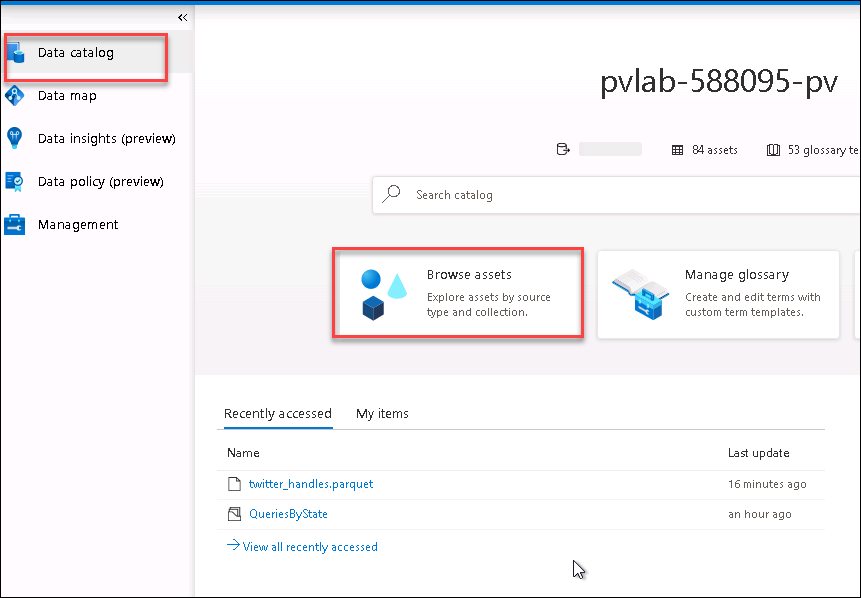 «
Data catalog
Data map
Data insights (preview)
Data policy (preview)
Management
pvlab-588095-pv
84 assets
53 glossary te
Search catalog
Browse assets
Explore assets by source
type and collection.
Manage glossary
Create and edit terms with
custom term templates.
Recently accessed My items
Name Last update
twitter_handles.parquet 16 minutes ago
QueriesByState an hour ago
View all recently accessed